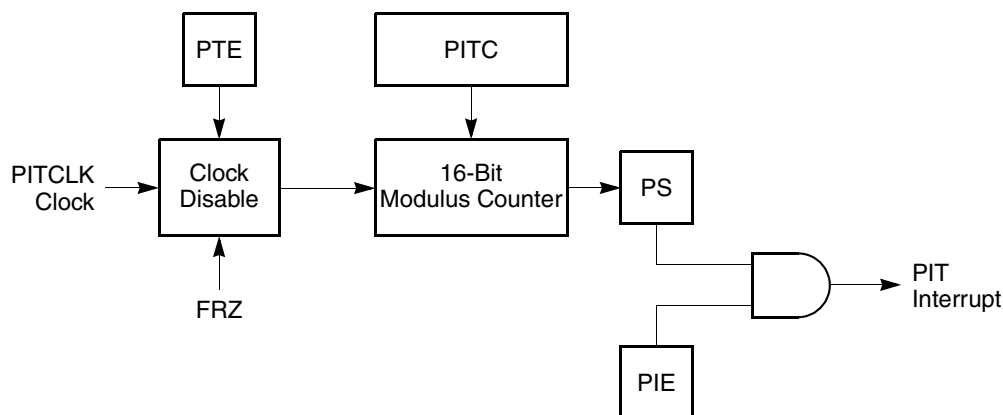 PTE
PITC
PITCLK
Clock
Clock
Disable
16-Bit
Modulus Counter
PS
FRZ
PIT
Interrupt
PIE